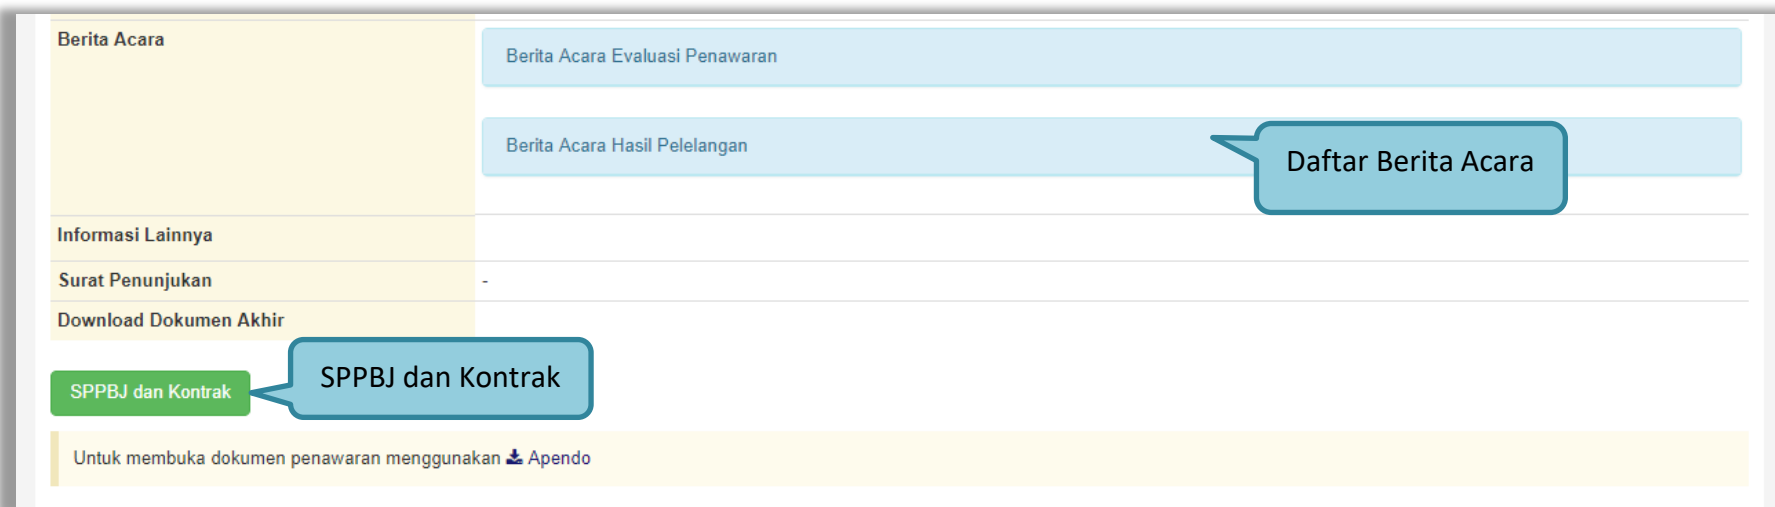 Berita Acara
Berita Acara Evaluasi Penawaran
Berita Acara Hasil Pelelangan
Daftar Berita Acara
Informasi Lainnya
Surat Penunjukan
-
Download Dokumen Akhir
SPPBJ dan Kontrak
SPPBJ dan Kontrak
Untuk membuka dokumen penawaran menggunakan Apendo